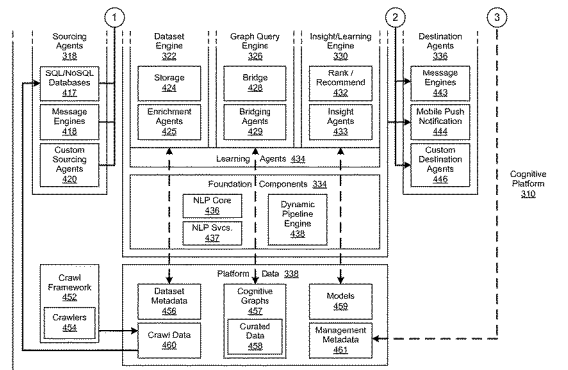 1
2
3
Sourcing
Agents
318
SQL/NoSQL
Databases
417
Message
Engines
418
Custom
Sourcing
Agents
420
Dataset
Engine
322
Storage
424
Enrichment
Agents
425
Graph Query
Engine
326
Bridge
428
Bridging
Agents
429
Insight/Learning
Engine
330
Rank /
Recommend
432
Insight
Agents
433
Learning Agents 434
Destination
Agents
336
Message
Engines
443
Mobile Push
Notification
444
Custom
Destination
Agents
446
Cognitive
Platform
310
Foundation Components 334
NLP Core
436
NLP Svcs.
437
Dynamic
Pipeline
Engine
438
Crawl
Framework
452
Crawlers
454
Platform Data 338
Dataset
Metadata
456
Crawl Data
460
Cognitive
Graphs
457
Curated
Data
458
Models
459
Management
Metadata
461